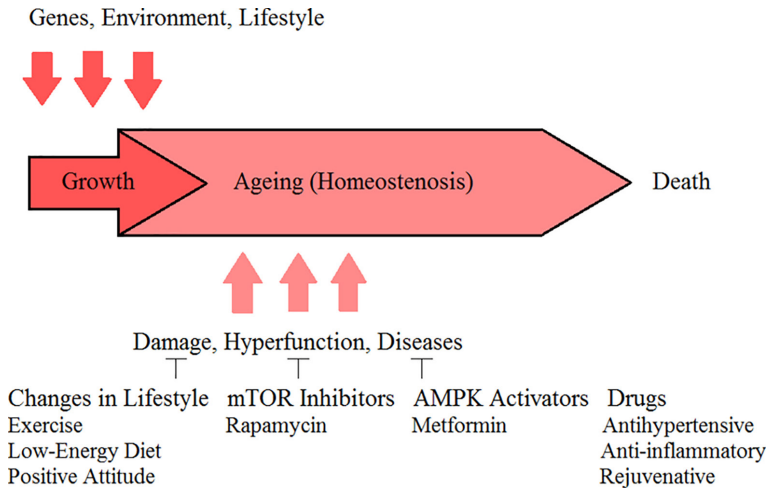 Genes, Environment, Lifestyle
Growth
Ageing (Homeostenosis)
Death
Damage, Hyperfunction, Diseases
Changes in Lifestyle
Exercise
Low-Energy Diet
Positive Attitude
mTOR Inhibitors
Rapamycin
AMPK Activators
Metformin
Drugs
Antihypertensive
Anti-inflammatory
Rejuvenative